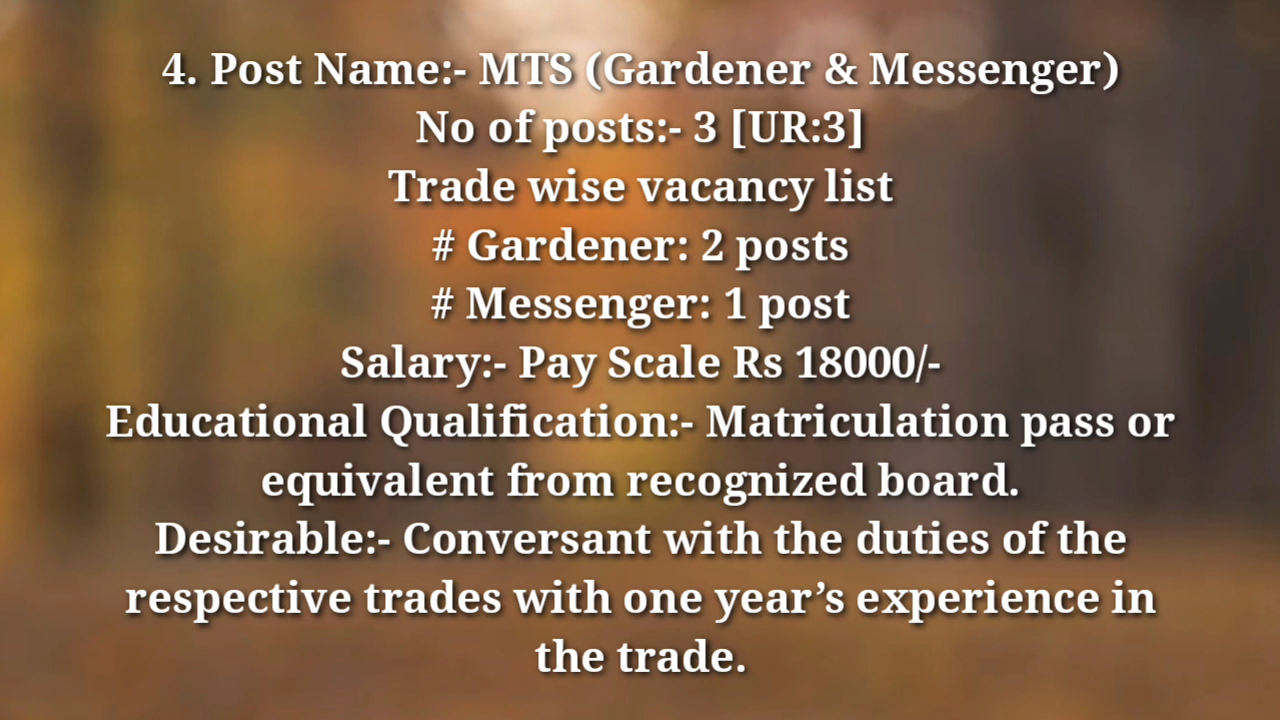 4. Post Name:- MTS (Gardener & Messenger)
No of posts:- 3 [UR:3]
Trade wise vacancy list
# Gardener: 2 posts
# Messenger: 1 post
Salary:- Pay Scale Rs 18000/-
Educational Qualification:- Matriculation pass or
equivalent from recognized board.
Desirable:- Conversant with the duties of the
respective trades with one year’s experience in
the trade.